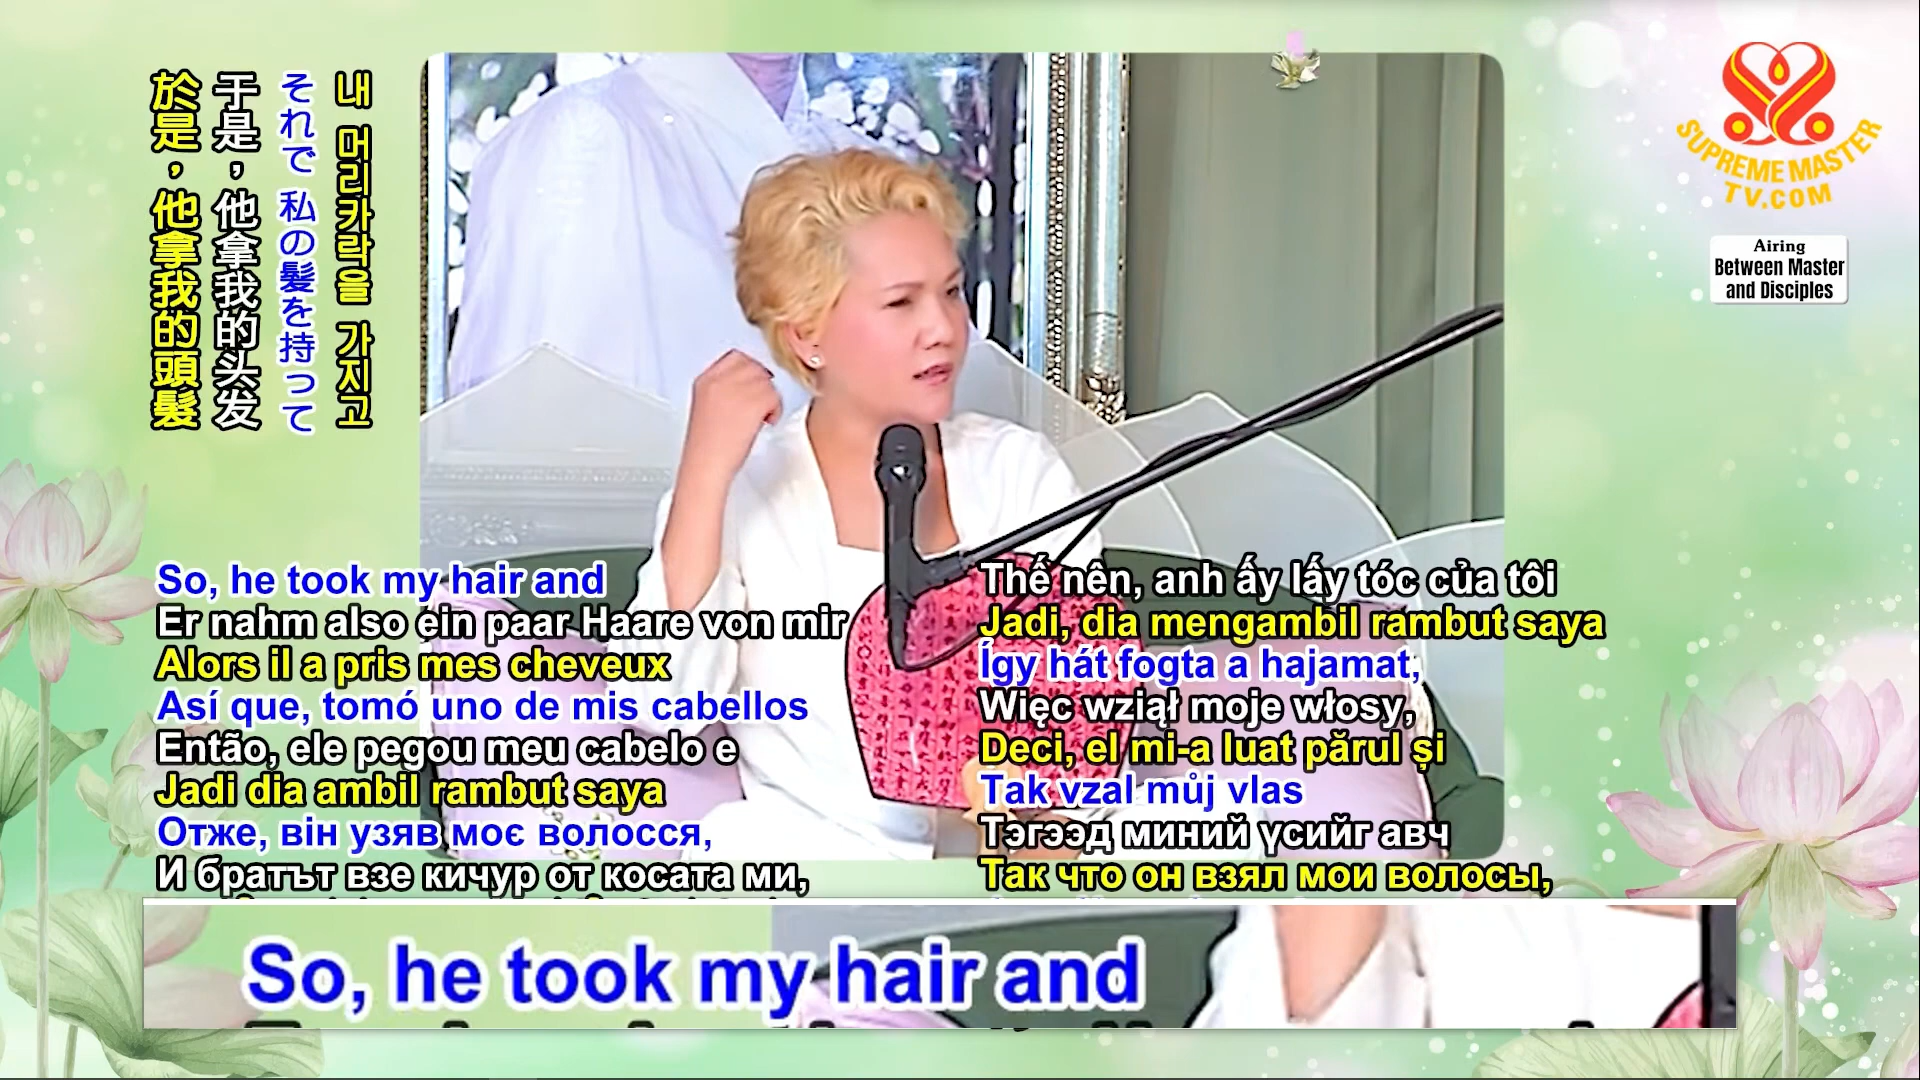 於是，他拿我的頭髮
于是，他拿我的头发
それで 私の髪を持って
내 머리카락을 가지고
SUPREME MASTER
TV.COM
Airing
Between Master
and Disciples
So, he took my hair and
Er nahm also ein paar Haare von mir
Alors il a pris mes cheveux
Así que, tomó uno de mis cabellos
Então, ele pegou meu cabelo e
Jadi dia ambil rambut saya
Отже, він узяв моє волосся,
И братът взе кичур от косата ми,
Thế nên, anh ấy lấy tóc của tôi
Jadi, dia mengambil rambut saya
Így hát fogta a hajamat,
Więc wziął moje włosy,
Deci, el mi-a luat părul și
Tak vzal můj vlas
Тэгээд миний үсийг авч
Так что он взял мои волосы,
So, he took my hair and